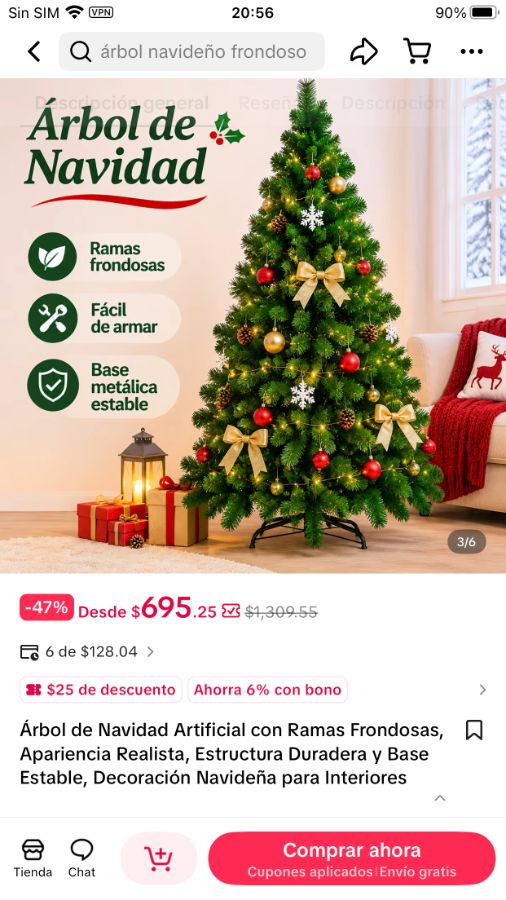 Sin SIM VPN 20:56 90%
árbol navideño frondoso
Descripción general Reseñ Descripción
Árbol de
Navidad
Ramas
frondosas
Fácil
de armar
Base
metálica
estable
3/6
-47% Desde $695.25 $1,309.55
6 de $128.04
$25 de descuento Ahorra 6% con bono
Árbol de Navidad Artificial con Ramas Frondosas,
Apariencia Realista, Estructura Duradera y Base
Estable, Decoración Navideña para Interiores
Comprar ahora
Tienda Chat Cupones aplicados Envío gratis